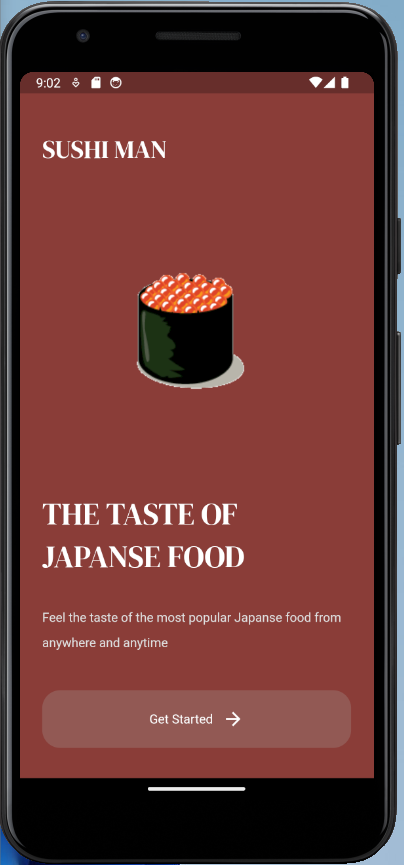 9:02
SUSHI MAN
THE TASTE OF
JAPANSE FOOD
Feel the taste of the most popular Japanse food from
anywhere and anytime
Get Started